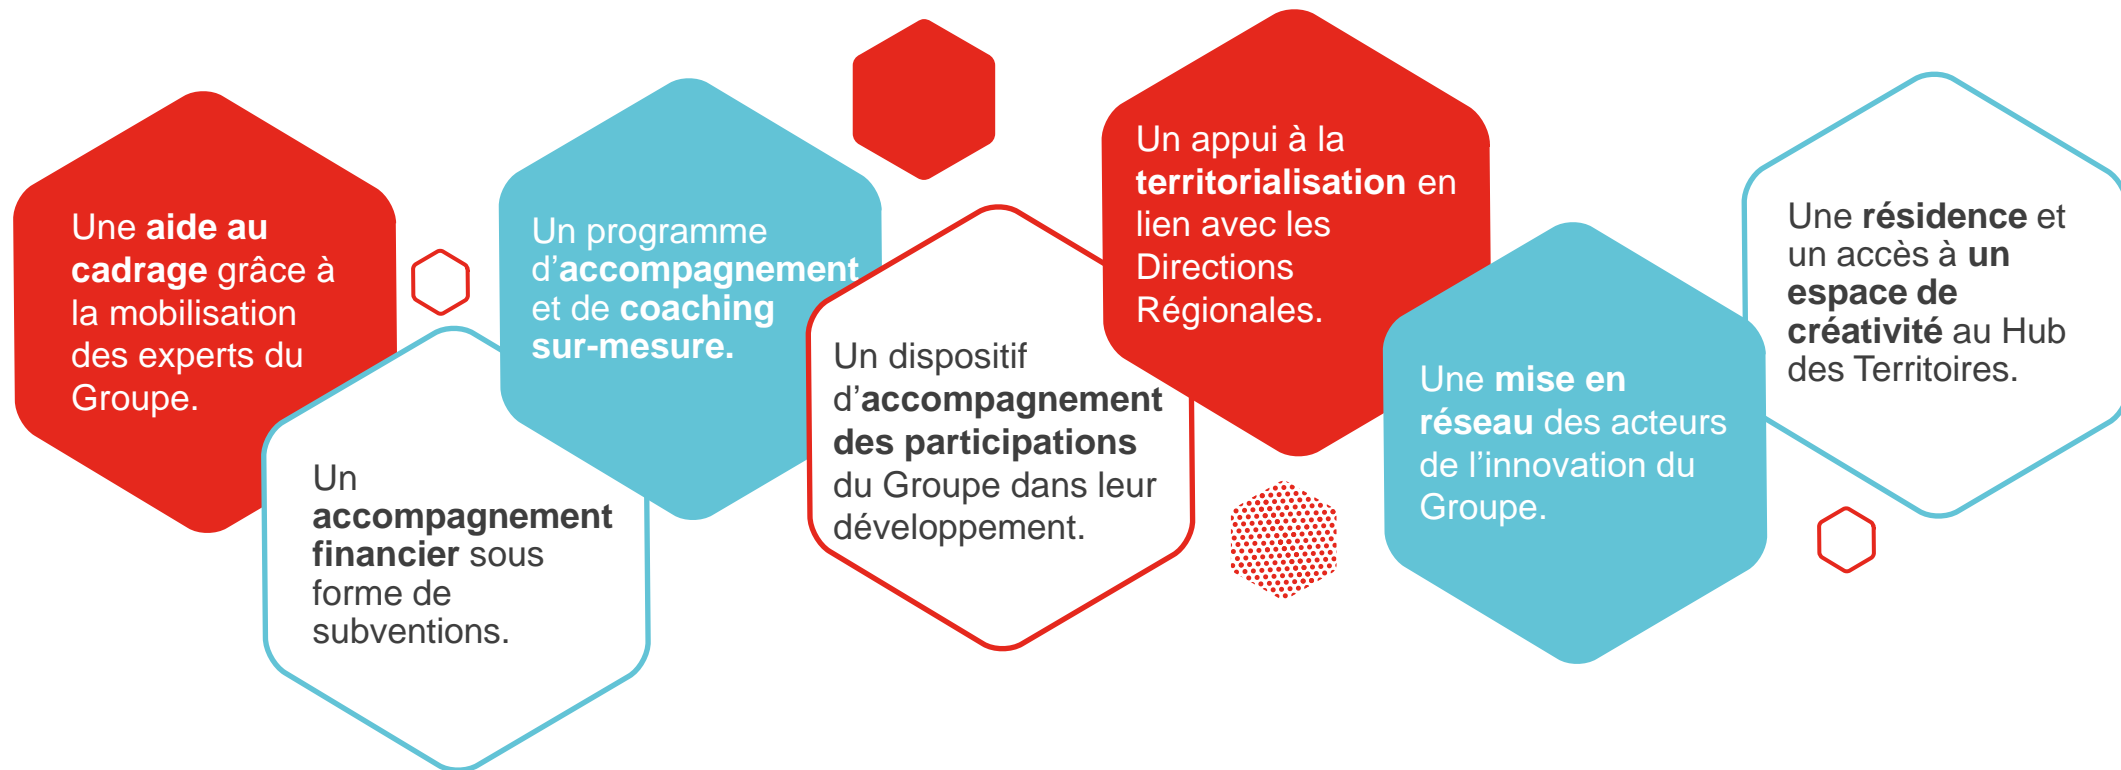 Une aide au
cadrage grâce à
la mobilisation
des experts du
Groupe.
Un
accompagnement
financier sous
forme de
subventions.
Un programme
d’accompagnement
et de coaching
sur-mesure.
Un dispositif
d’accompagnement
des participations
du Groupe dans leur
développement.
Un appui à la
territorialisation en
lien avec les
Directions
Régionales.
Une mise en
réseau des acteurs
de l’innovation du
Groupe.
Une résidence et
un accès à un
espace de
créativité au Hub
des Territoires.